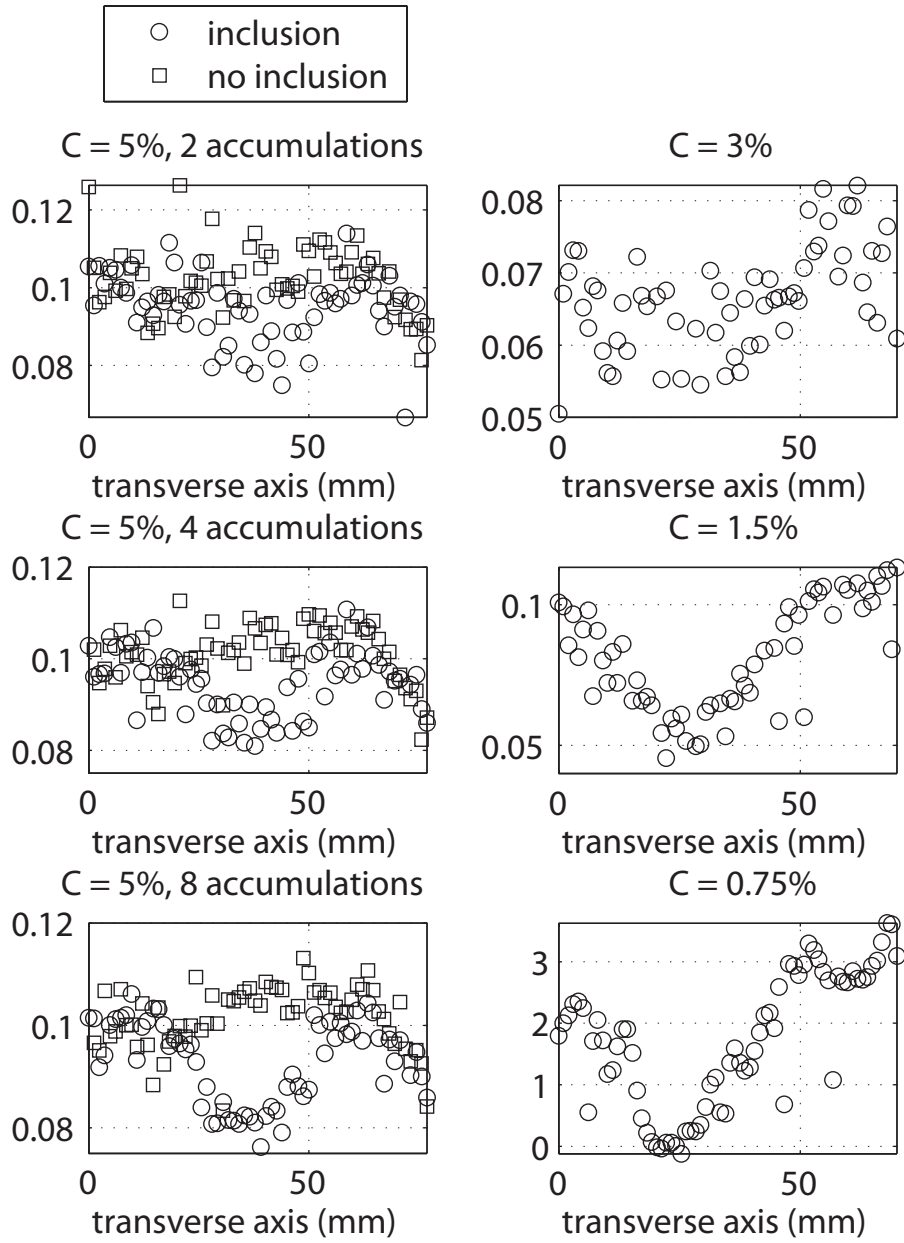 inclusion
no inclusion
C = 5%, 2 accumulations
0.12
0.1
0.08
0 50
transverse axis (mm)
C = 3%
0.08
0.07
0.06
0.05
0 50
transverse axis (mm)
C = 5%, 4 accumulations
0.12
0.1
0.08
0 50
transverse axis (mm)
C = 1.5%
0.1
0.05
0 50
transverse axis (mm)
C = 5%, 8 accumulations
0.12
0.1
0.08
0 50
transverse axis (mm)
C = 0.75%
3
2
1
0
0 50
transverse axis (mm)